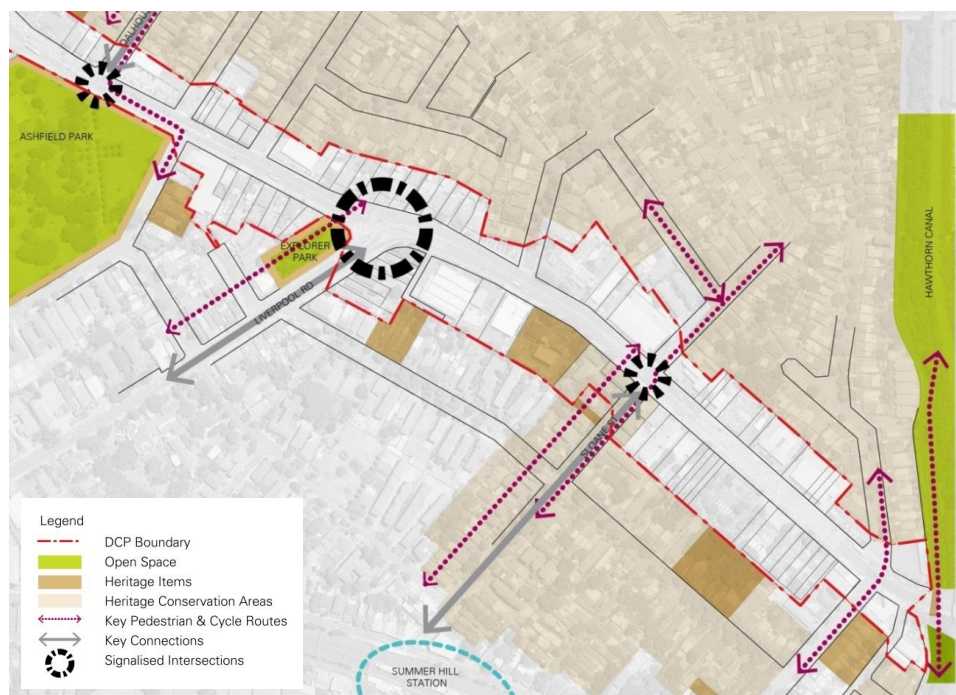 DALHOUS
ASHFIELD PARK
EXPLORER
PARK
LIVERPOOL RD
HAWTHORN CANAL
SLOANE ST
SUMMER HILL
STATION
Legend
DCP Boundary
Open Space
Heritage Items
Heritage Conservation Areas
Key Pedestrian & Cycle Routes
Key Connections
Signalised Intersections